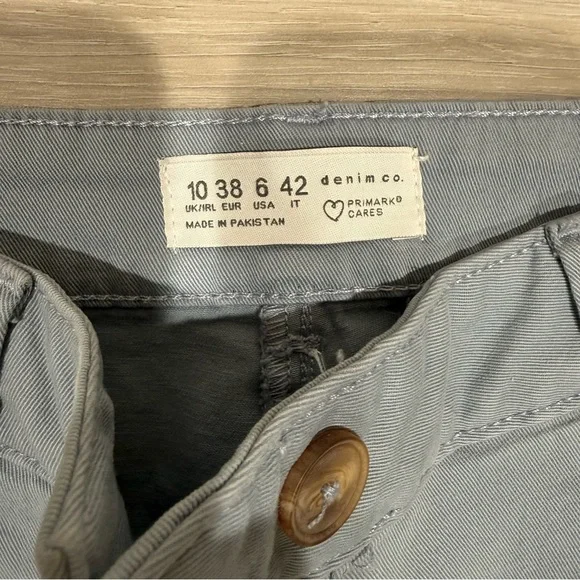 10 38 6 42 denim co.
UK/IRL EUR USA IT PRIMARK®
CARES
MADE IN PAKISTAN